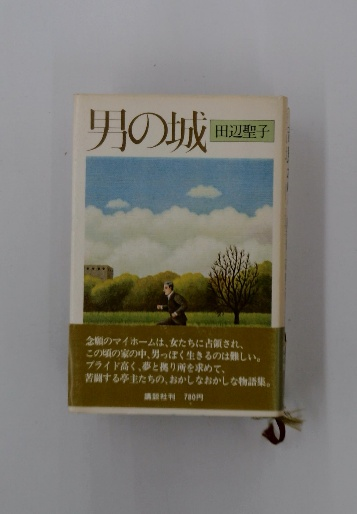 男の城
田辺聖子
念願のマイホームは、女たちに占領され、
この頃の家の中、男っぽく生きるのは難しい。
プライド高く、夢と拠り所を求めて、
苦闘する亭主たちの、おかしなおかしな物語集。
講談社刊 780円